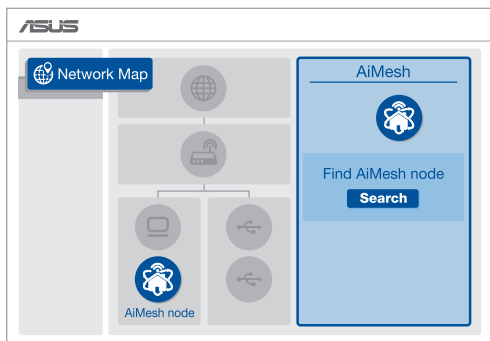 ASUS
Network Map
AiMesh
Find AiMesh node
Search
AiMesh node